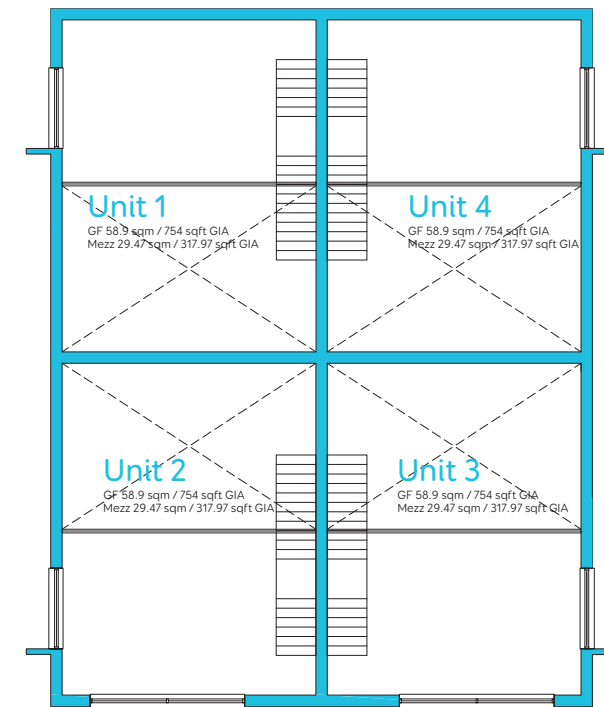 Unit 1
GF 58.9 sqm / 754 sqft GIA
Mezz 29.47 sqm / 317.97 sqft GIA
Unit 4
GF 58.9 sqm / 754 sqft GIA
Mezz 29.47 sqm / 317.97 sqft GIA
Unit 2
GF 58.9 sqm / 754 sqft GIA
Mezz 29.47 sqm / 317.97 sqft GIA
Unit 3
GF 58.9 sqm / 754 sqft GIA
Mezz 29.47 sqm / 317.97 sqft GIA